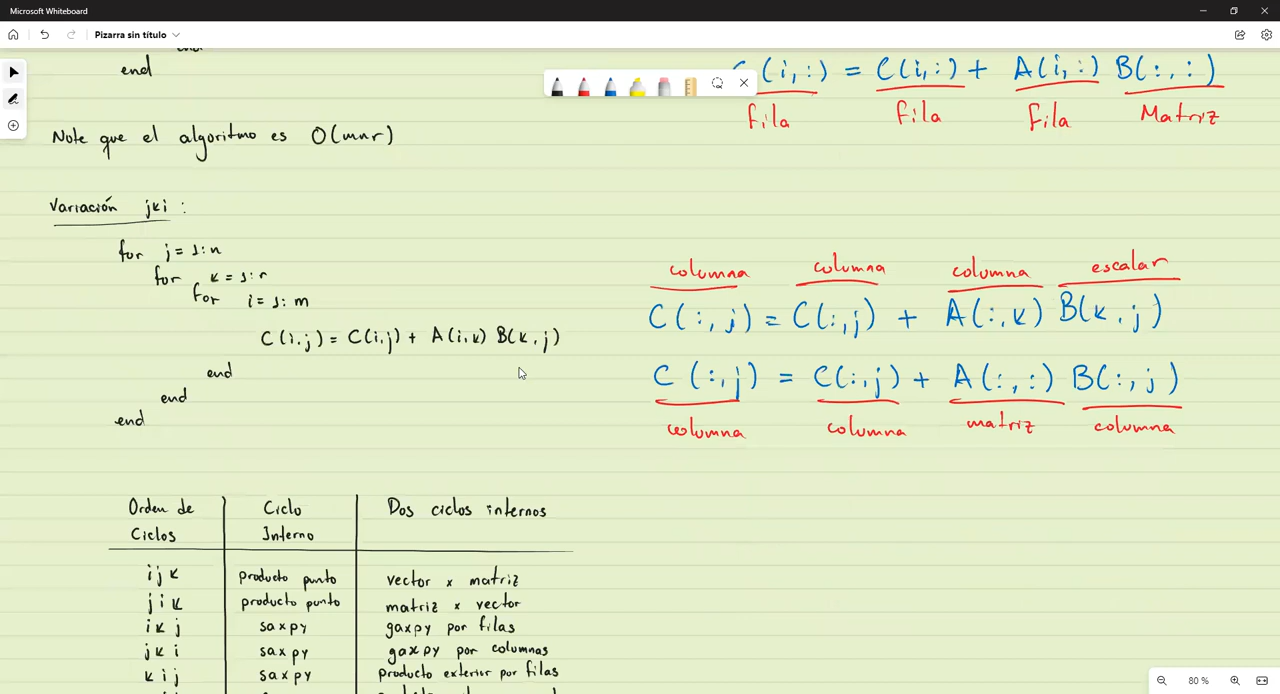 Microsoft Whiteboard
Pizarra sin título
end
end
Note que el algoritmo es O(mnr)
C(i,:) = C(i,:) + A(i,:) B(:,:)
fila fila fila Matriz
Variación jki :
for j = 1:n
for k = 1:r
for i = 1:m
C(i,j) = C(i,j) + A(i,k) B(k,j)
end
end
end
columna columna columna escalar
C(:,j) = C(:,j) + A(:,k) B(k,j)
C(:,j) = C(:,j) + A(:,:) B(:,j)
columna columna matriz columna
Orden de Ciclos
Ciclo Interno
Dos ciclos internos
ijk producto punto vector x matriz
jik producto punto matriz x vector
ikj saxpy gaxpy por filas
jki saxpy gaxpy por columnas
kij saxpy producto exterior por filas
80 %